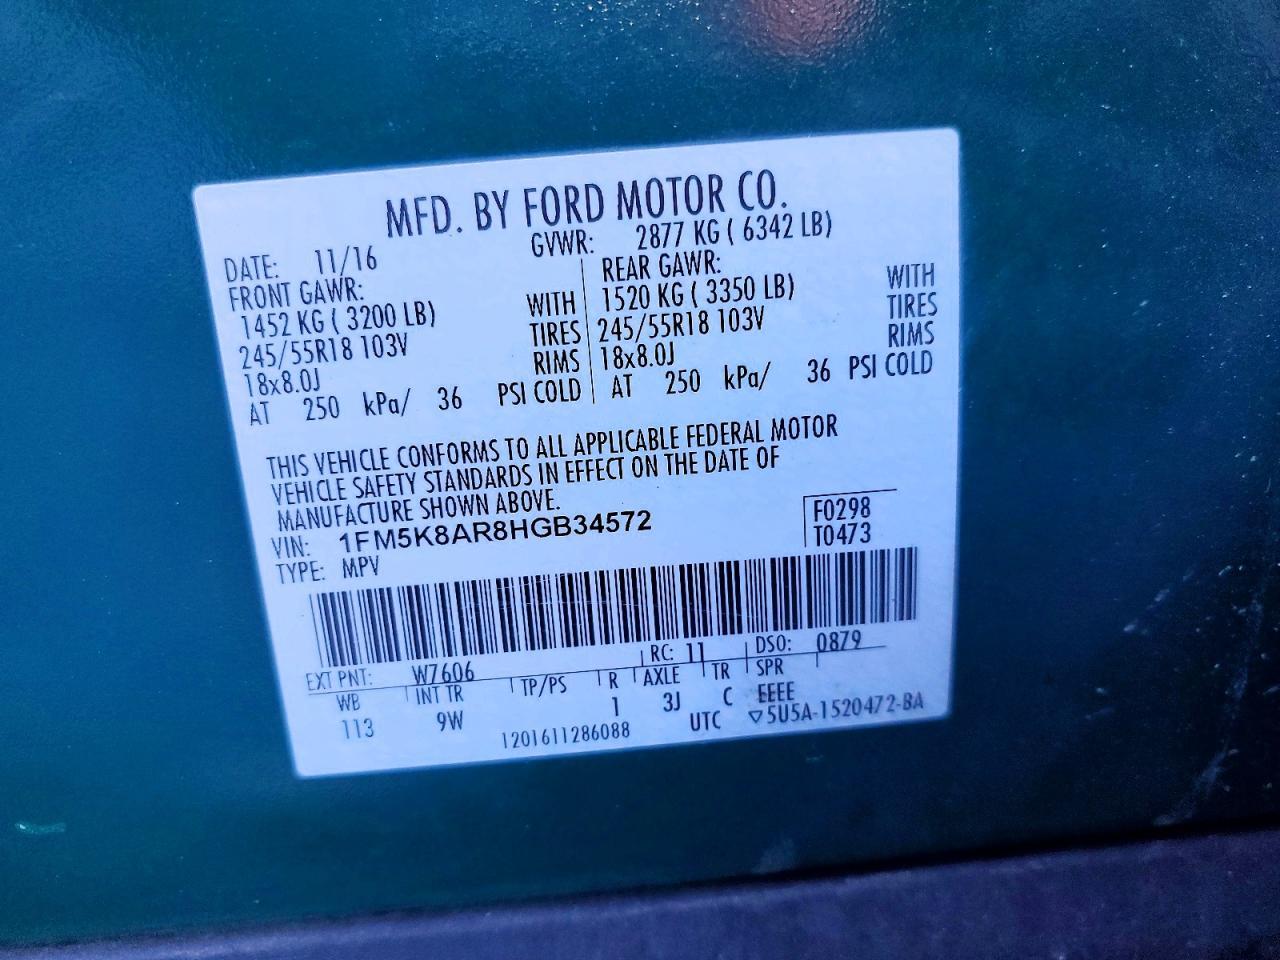 MFD. BY FORD MOTOR CO.
DATE: 11/16 GVWR: 2877 KG ( 6342 LB)
FRONT GAWR: REAR GAWR:
1452 KG ( 3200 LB) WITH 1520 KG ( 3350 LB) WITH
245/55R18 103V TIRES 245/55R18 103V TIRES
18x8.0J RIMS 18x8.0J RIMS
AT 250 kPa/ 36 PSI COLD AT 250 kPa/ 36 PSI COLD
THIS VEHICLE CONFORMS TO ALL APPLICABLE FEDERAL MOTOR
VEHICLE SAFETY STANDARDS IN EFFECT ON THE DATE OF
MANUFACTURE SHOWN ABOVE.
VIN: 1FM5K8AR8HGB34572 F0298
TYPE: MPV T0473
EXT PNT: W7606 RC: 11 DSO: 0879
WB INT TR TP/PS R AXLE TR SPR
113 9W 1 3J C EEEE
1201611286088 UTC ▽5U5A-1520472-BA